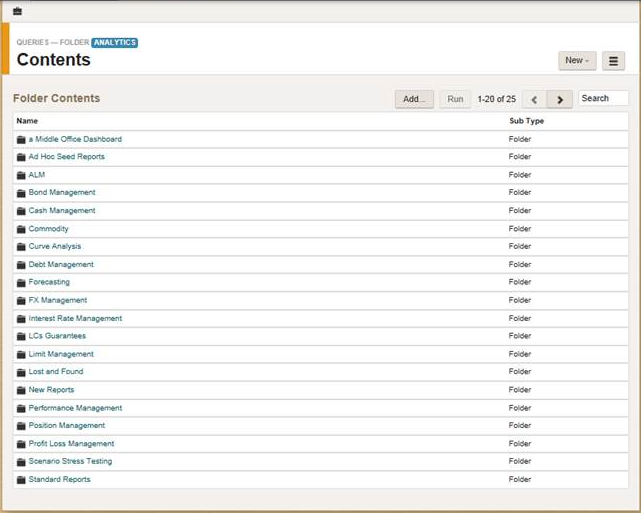 QUERIES — FOLDER ANALYTICS
Contents
New
Folder Contents
Add... Run 1-20 of 25 Search
Name Sub Type
a Middle Office Dashboard Folder
Ad Hoc Seed Reports Folder
ALM Folder
Bond Management Folder
Cash Management Folder
Commodity Folder
Curve Analysis Folder
Debt Management Folder
Forecasting Folder
FX Management Folder
Interest Rate Management Folder
LCs Guarantees Folder
Limit Management Folder
Lost and Found Folder
New Reports Folder
Performance Management Folder
Position Management Folder
Profit Loss Management Folder
Scenario Stress Testing Folder
Standard Reports Folder